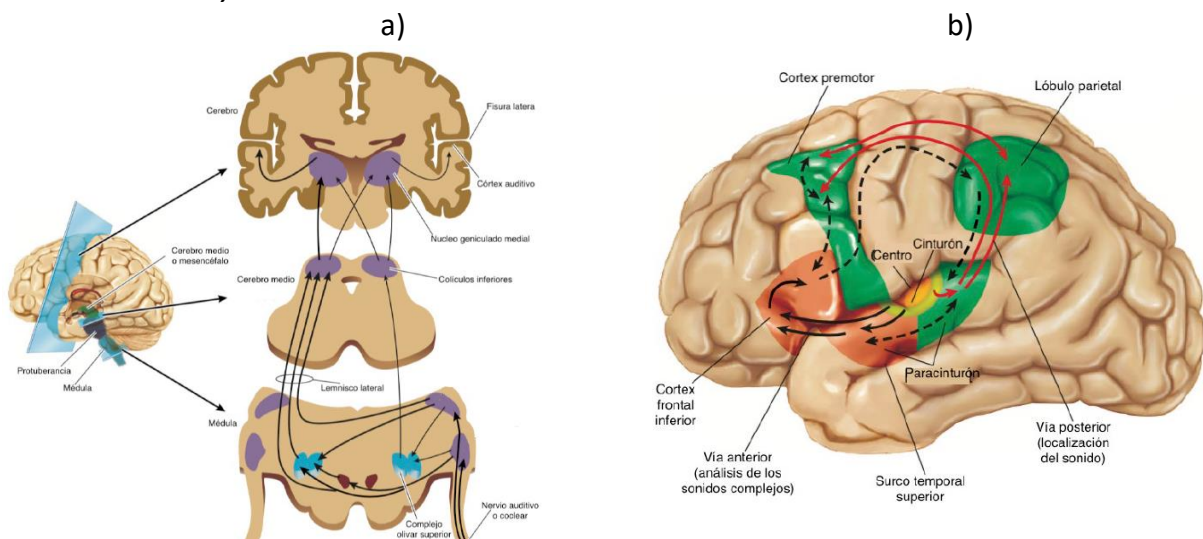 a)
b)
Cerebro
Fisura latera
Córtex auditivo
Nucleo geniculado medial
Cerebro medio
o mesencéfalo
Cerebro medio
Colículos inferiores
Protuberancia
Médula
Lemnisco lateral
Médula
Nervio auditivo
o coclear
Complejo
olivar superior
Cortex premotor
Lóbulo parietal
Cinturón
Centro
Paracinturón
Cortex
frontal
inferior
Vía anterior
(análisis de los
sonidos complejos)
Surco temporal
superior
Vía posterior
(localización
del sonido)